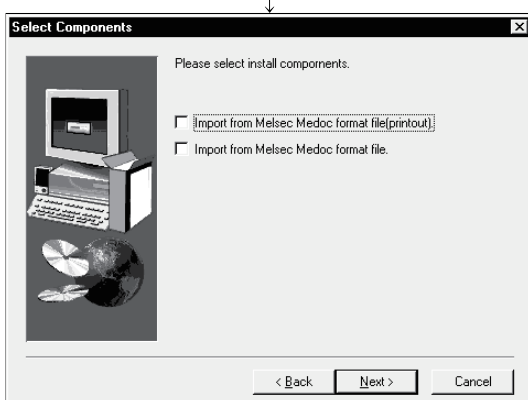 Select Components
Please select install compornents.
Import from Melsec Medoc format file(printout).
Import from Melsec Medoc format file.
< Back
Next >
Cancel